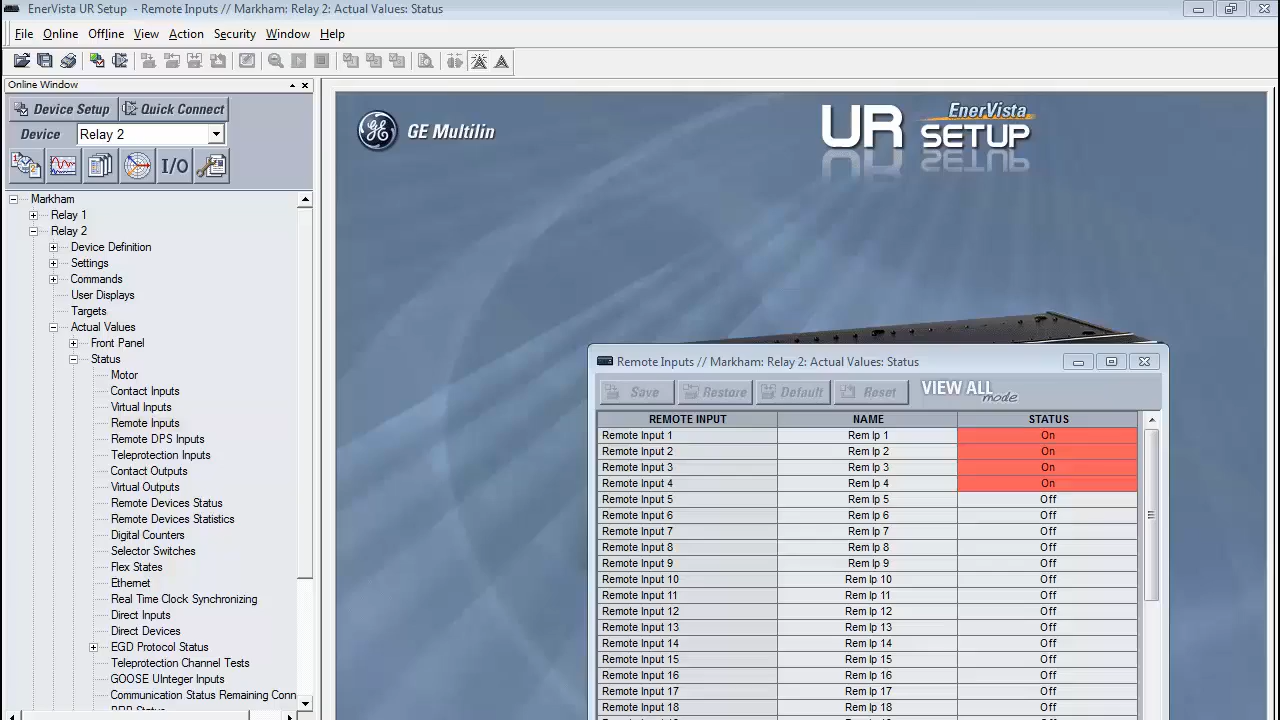 EnerVista UR Setup - Remote Inputs // Markham: Relay 2: Actual Values: Status
File Online Offline View Action Security Window Help
Online Window
Device Setup Quick Connect
Device Relay 2
I/O
Markham
Relay 1
Relay 2
Device Definition
Settings
Commands
User Displays
Targets
Actual Values
Front Panel
Status
Motor
Contact Inputs
Virtual Inputs
Remote Inputs
Remote DPS Inputs
Teleprotection Inputs
Contact Outputs
Virtual Outputs
Remote Devices Status
Remote Devices Statistics
Digital Counters
Selector Switches
Flex States
Ethernet
Real Time Clock Synchronizing
Direct Inputs
Direct Devices
EGD Protocol Status
Teleprotection Channel Tests
GOOSE UInteger Inputs
Communication Status Remaining Conn
GE Multilin
UR EnerVista
SETUP
Remote Inputs // Markham: Relay 2: Actual Values: Status
Save Restore Default Reset VIEW ALL mode
REMOTE INPUT NAME STATUS
Remote Input 1 Rem Ip 1 On
Remote Input 2 Rem Ip 2 On
Remote Input 3 Rem Ip 3 On
Remote Input 4 Rem Ip 4 On
Remote Input 5 Rem Ip 5 Off
Remote Input 6 Rem Ip 6 Off
Remote Input 7 Rem Ip 7 Off
Remote Input 8 Rem Ip 8 Off
Remote Input 9 Rem Ip 9 Off
Remote Input 10 Rem Ip 10 Off
Remote Input 11 Rem Ip 11 Off
Remote Input 12 Rem Ip 12 Off
Remote Input 13 Rem Ip 13 Off
Remote Input 14 Rem Ip 14 Off
Remote Input 15 Rem Ip 15 Off
Remote Input 16 Rem Ip 16 Off
Remote Input 17 Rem Ip 17 Off
Remote Input 18 Rem Ip 18 Off